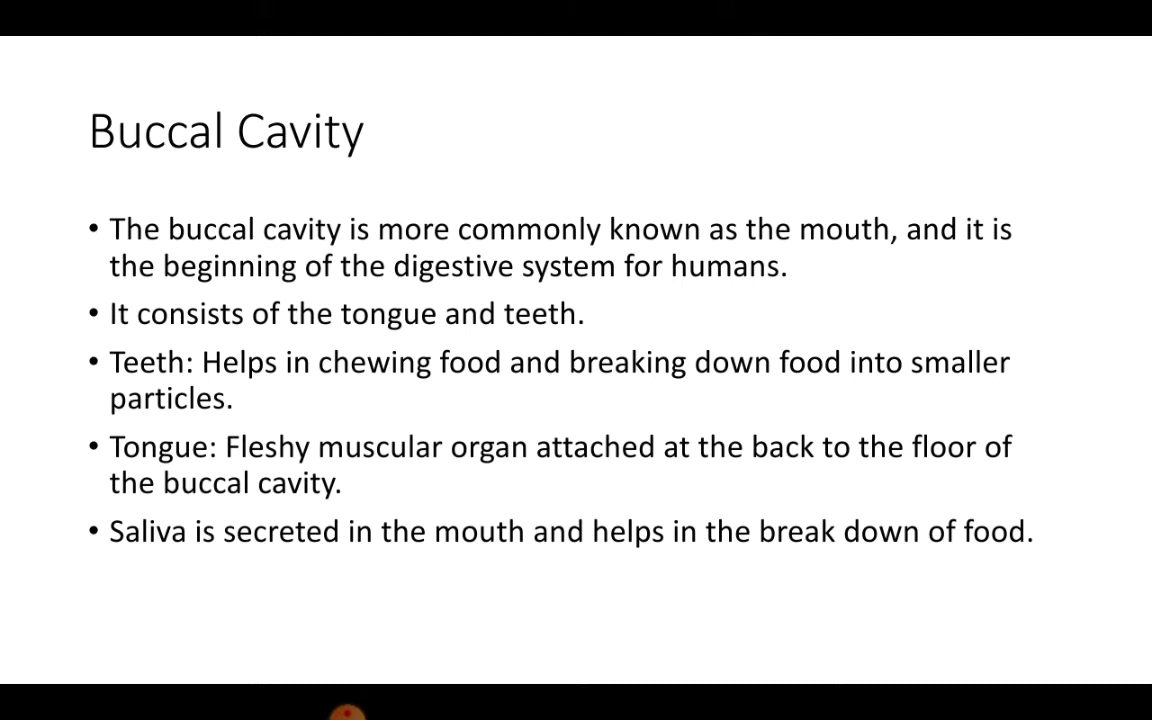 Buccal Cavity
• The buccal cavity is more commonly known as the mouth, and it is
the beginning of the digestive system for humans.
• It consists of the tongue and teeth.
• Teeth: Helps in chewing food and breaking down food into smaller
particles.
• Tongue: Fleshy muscular organ attached at the back to the floor of
the buccal cavity.
• Saliva is secreted in the mouth and helps in the break down of food.